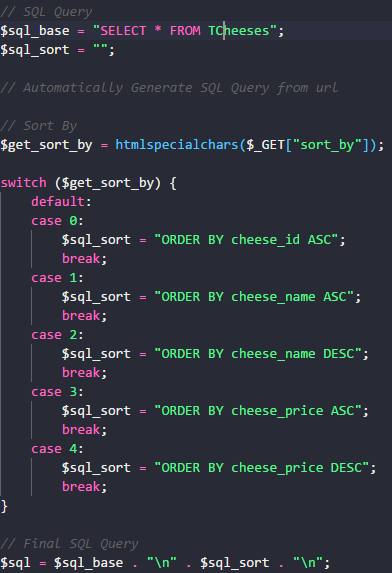 // SQL Query
$sql_base = "SELECT * FROM TCheeses";
$sql_sort = "";
// Automatically Generate SQL Query from url
// Sort By
$get_sort_by = htmlspecialchars($_GET["sort_by"]);
switch ($get_sort_by) {
default:
case 0:
$sql_sort = "ORDER BY cheese_id ASC";
break;
case 1:
$sql_sort = "ORDER BY cheese_name ASC";
break;
case 2:
$sql_sort = "ORDER BY cheese_name DESC";
break;
case 3:
$sql_sort = "ORDER BY cheese_price ASC";
break;
case 4:
$sql_sort = "ORDER BY cheese_price DESC";
break;
}
// Final SQL Query
$sql = $sql_base . "\n" . $sql_sort . "\n";